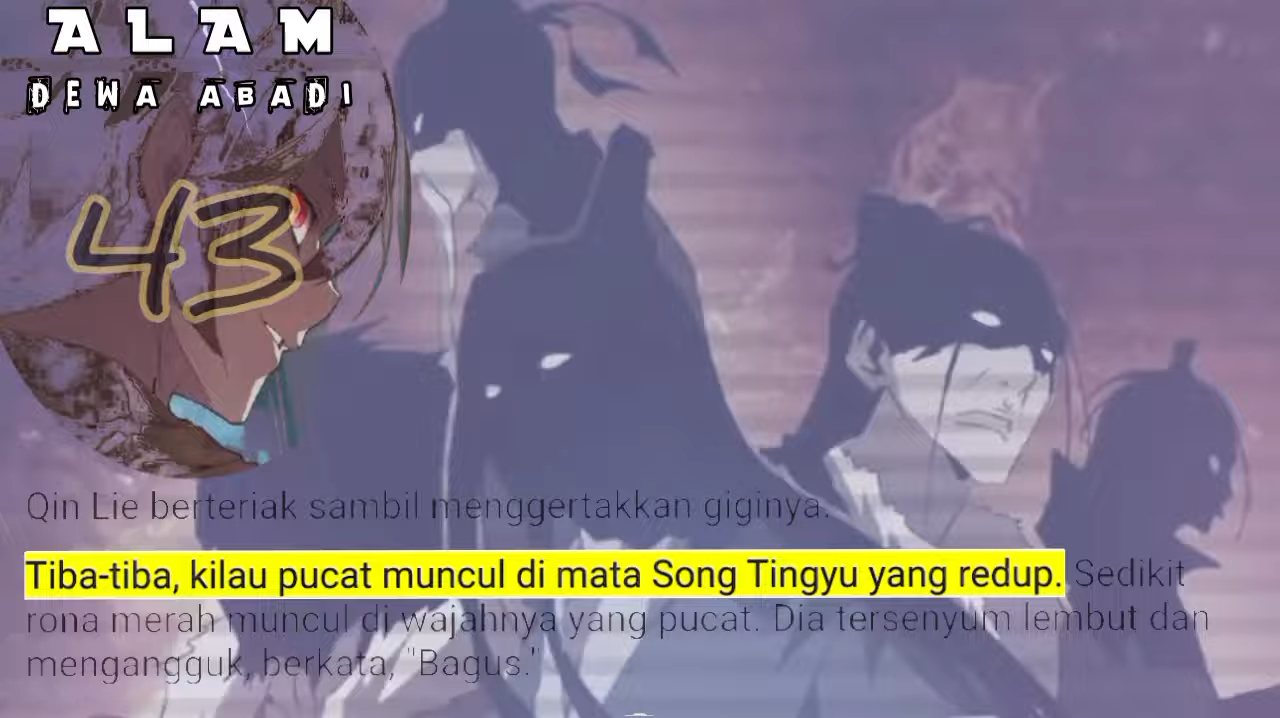 ALAM
DEWA ABADI
43
Qin Lie berteriak sambil menggertakkan giginya.
Tiba-tiba, kilau pucat muncul di mata Song Tingyu yang redup. Sedikit
rona merah muncul di wajahnya yang pucat. Dia tersenyum lembut dan
mengangguk, berkata, "Bagus."